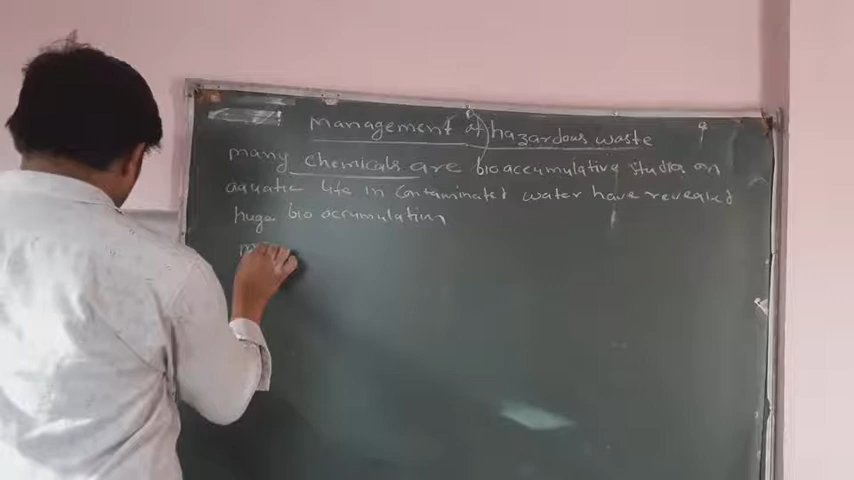 management of hazardous waste
many chemicals are bioaccumulative studies on
aquatic life in contaminated water have revealed
huge bio accumulation
m